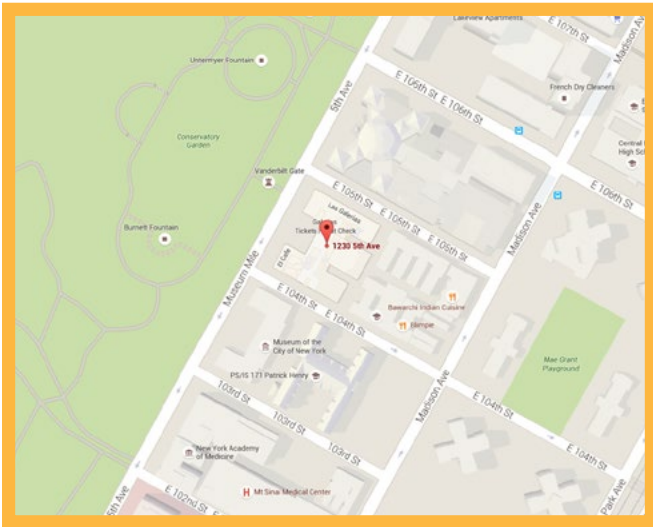 Lakeview Apartments
E 107th St
Madison Av
Untermyer Fountain
5th Ave
E 106th St
E 106th St
French Dry Cleaners
Central
High Sch
Conservatory
Garden
Vanderbilt Gate
E 105th St
E 105th St
E 105th St
E 106th St
Las Galerias
Tickets
Check
1230 5th Ave
El Cafe
Burnett Fountain
Madison Ave
Museum Mile
E 104th St
E 104th St
Bawarchi Indian Cuisine
Blimpie
Museum of the
City of New York
PS/IS 171 Patrick Henry
Mae Grant
Playground
103rd St
103rd St
103rd St
Madison Ave
E 104th St
E 104th St
New York Academy
of Medicine
Mt Sinai Medical Center
E 102nd St
5th Ave
Park Ave